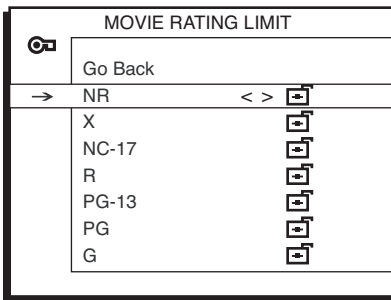 MOVIE RATING LIMIT
Go Back
→ NR < >
X
NC-17
R
PG-13
PG
G